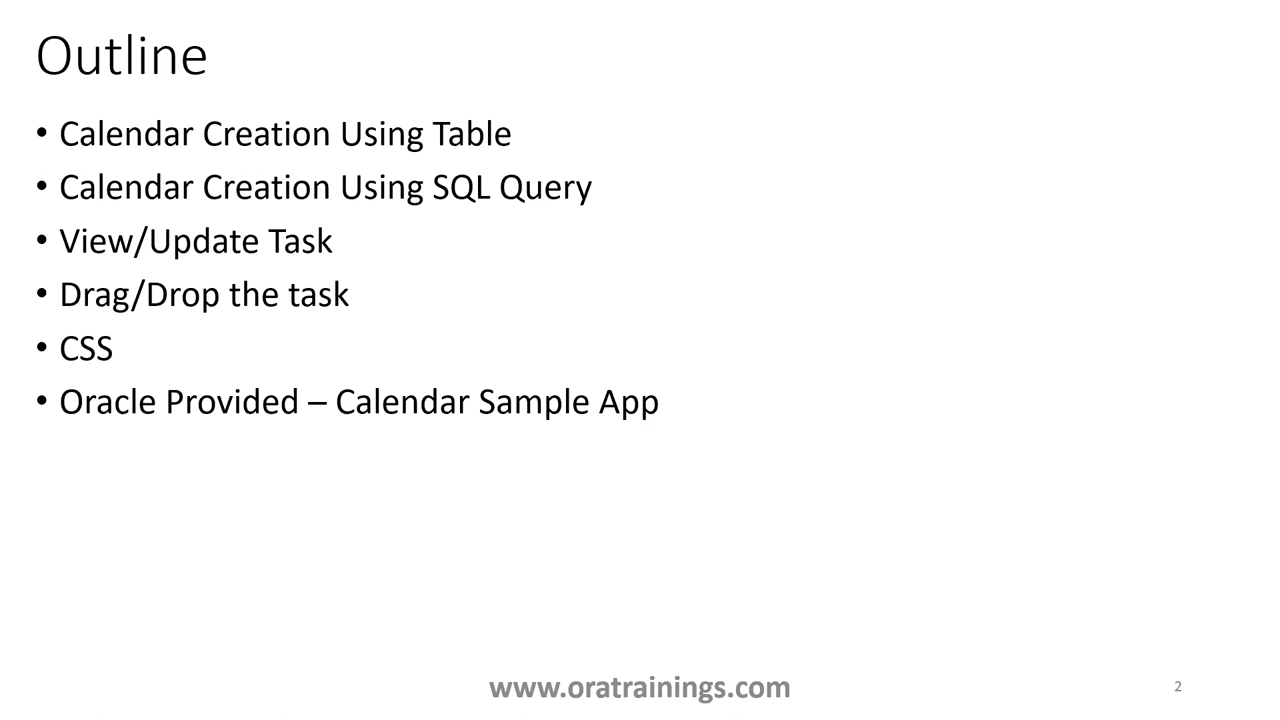 Outline
• Calendar Creation Using Table
• Calendar Creation Using SQL Query
• View/Update Task
• Drag/Drop the task
• CSS
• Oracle Provided – Calendar Sample App
www.oratrainings.com
2